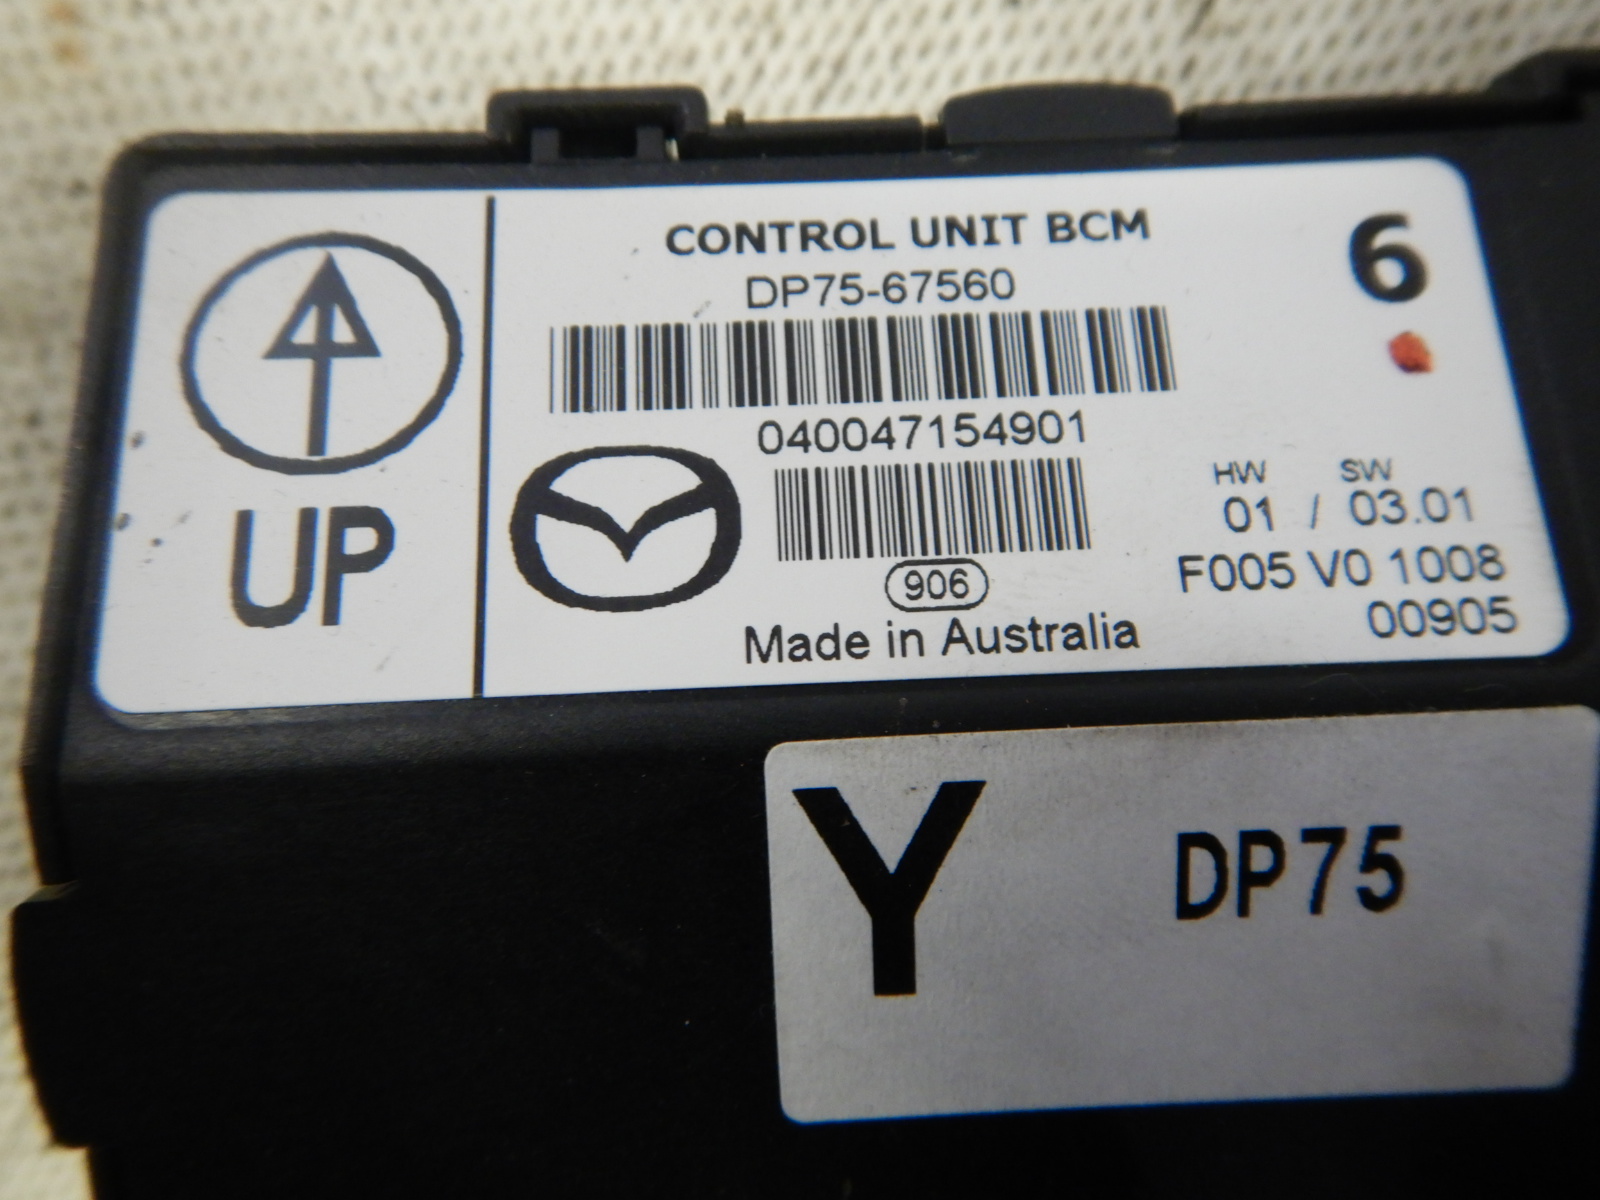 CONTROL UNIT BCM
DP75-67560
6
040047154901
HW SW
01 / 03.01
F005 V0 1008
00905
906
Made in Australia
UP
Y DP75